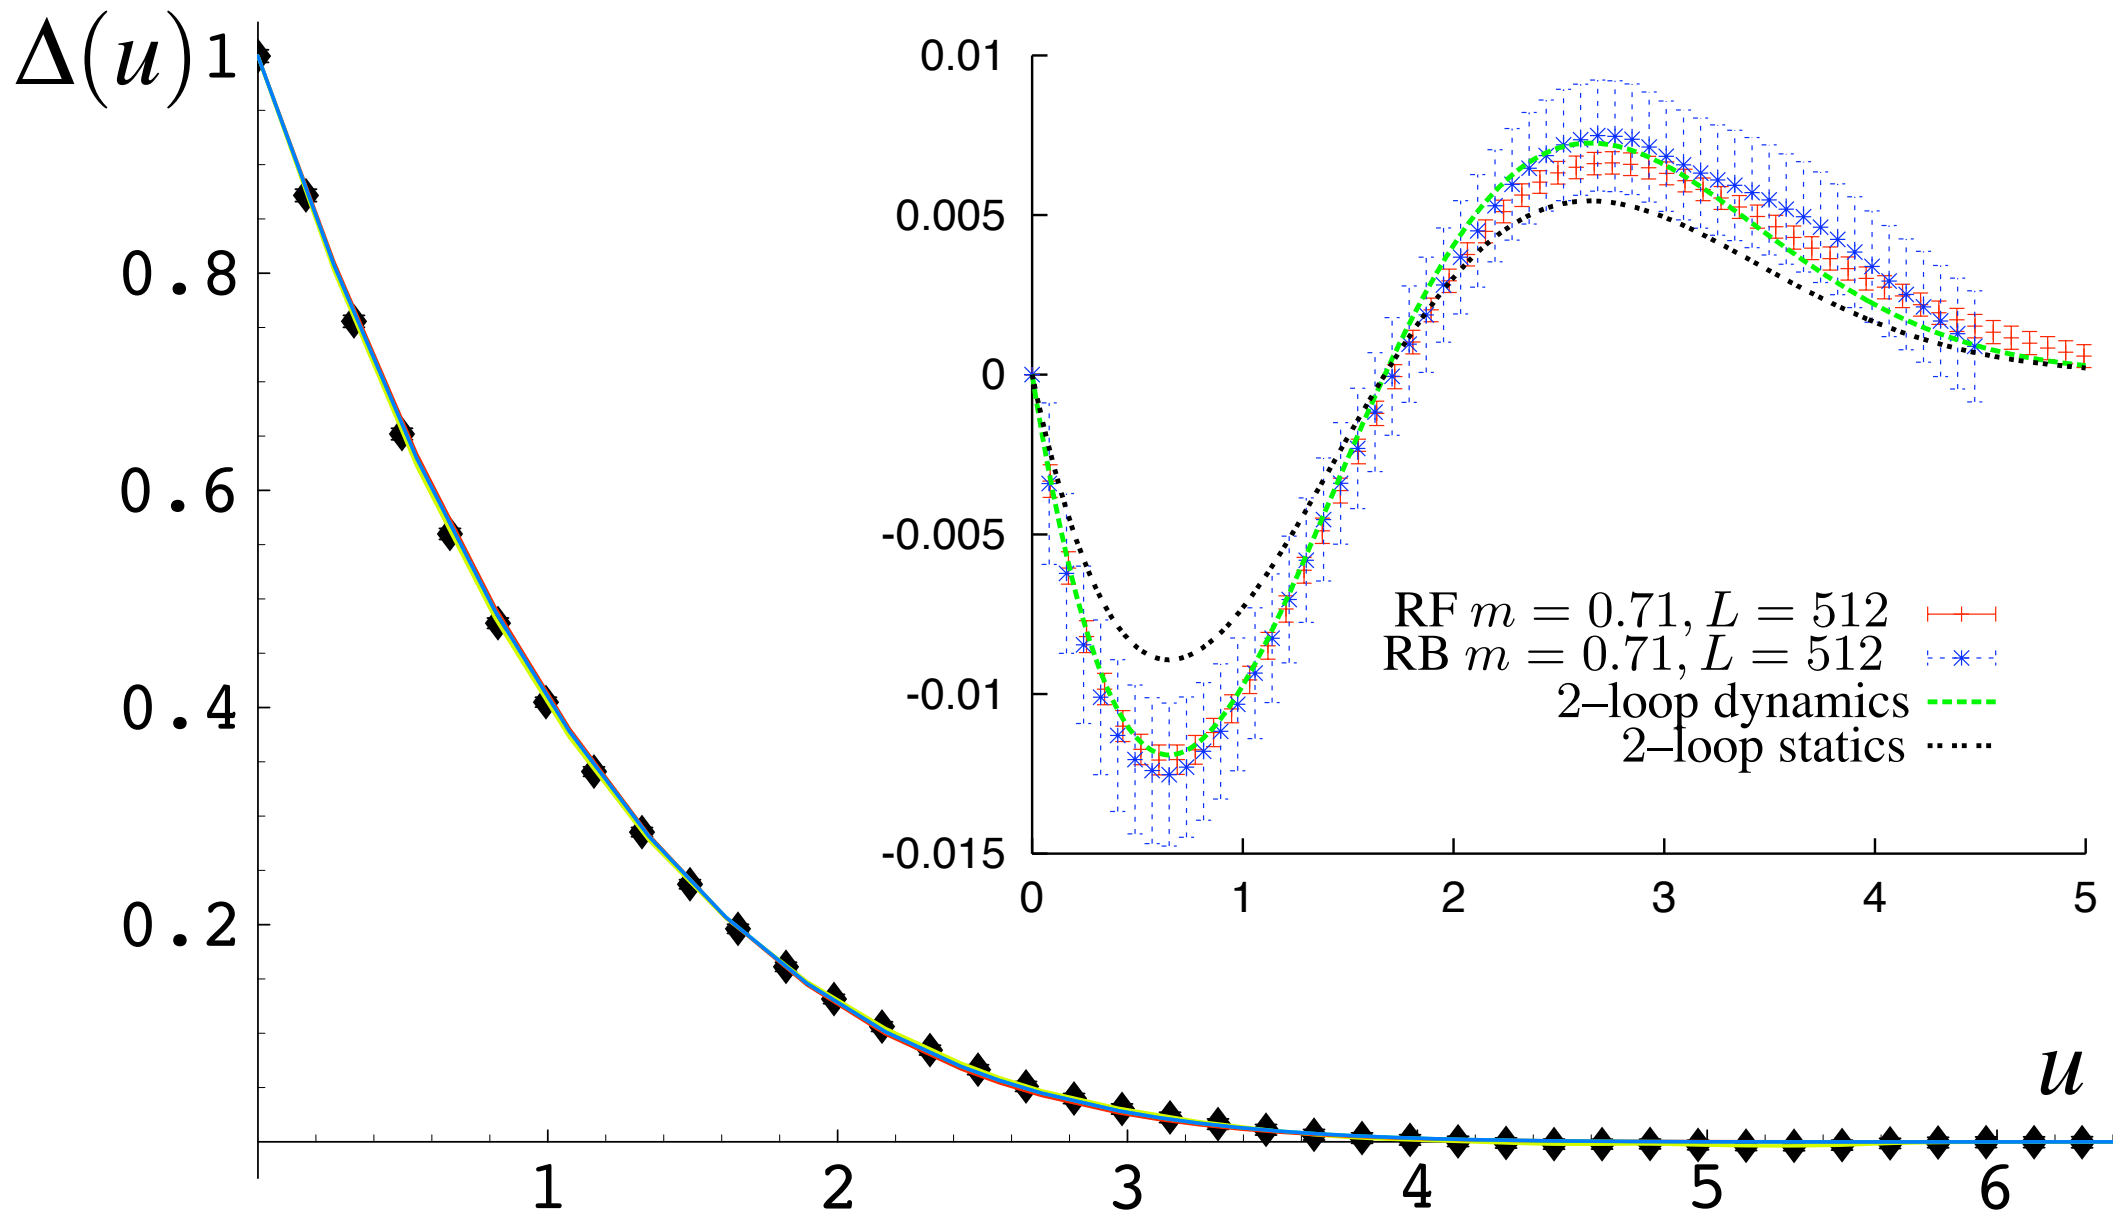 Δ(u)
1
0.8
0.6
0.4
0.2
1 2 3 4 5 6
u
0.01
0.005
0
-0.005
-0.01
-0.015
0 1 2 3 4 5
RF m = 0.71, L = 512
RB m = 0.71, L = 512
2–loop dynamics
2–loop statics